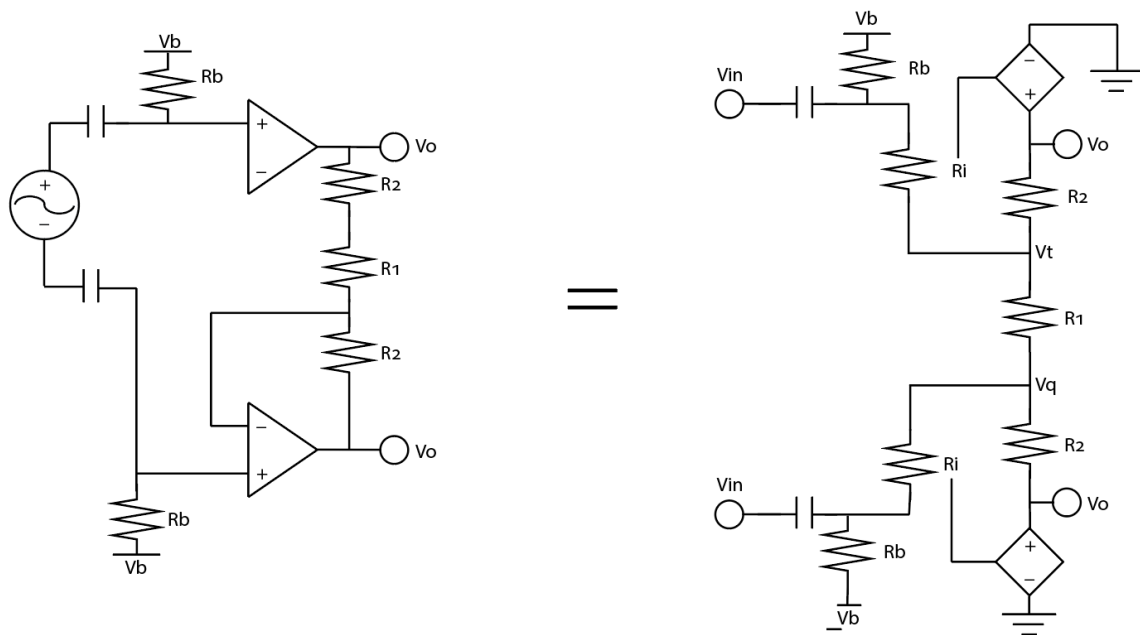 Vb
Rb
+
−
Vo
R2
+
−
R1
R2
−
+
Vo
Rb
Vb
=
Vb
Rb
Vin
−
+
Vo
Ri
R2
Vt
R1
Vq
R2
Ri
Vin
Vo
Rb
+
−
Vb